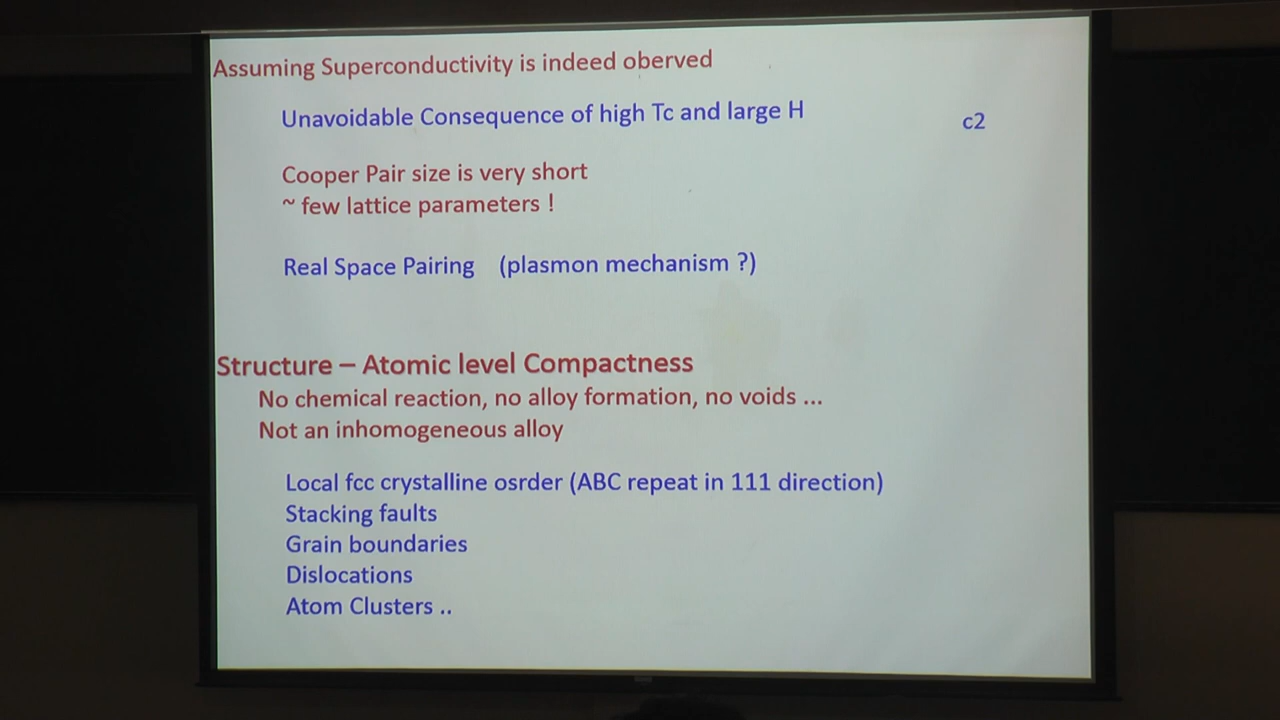 Assuming Superconductivity is indeed oberved
Unavoidable Consequence of high Tc and large H c2
Cooper Pair size is very short
~ few lattice parameters !
Real Space Pairing (plasmon mechanism ?)
Structure – Atomic level Compactness
No chemical reaction, no alloy formation, no voids ...
Not an inhomogeneous alloy
Local fcc crystalline osrder (ABC repeat in 111 direction)
Stacking faults
Grain boundaries
Dislocations
Atom Clusters ..